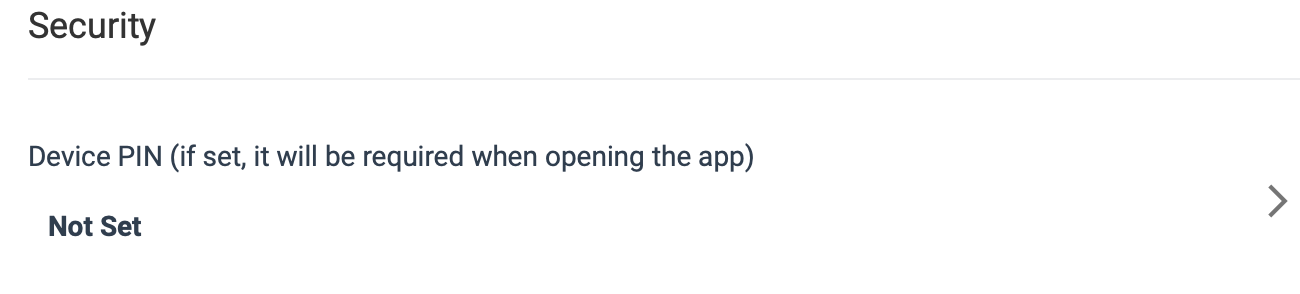 Security
Device PIN (if set, it will be required when opening the app)
Not Set